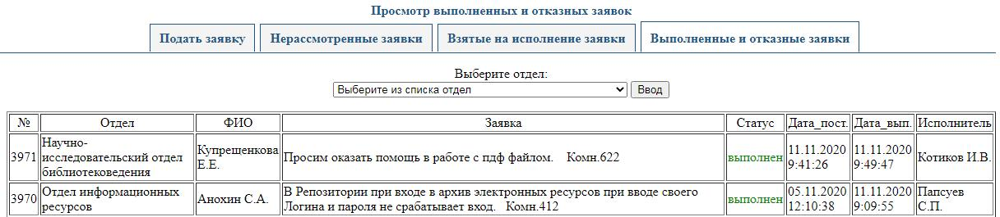 Просмотр выполненных и отказных заявок
Подать заявку Нерассмотренные заявки Взятые на исполнение заявки Выполненные и отказные заявки
Выберите отдел:
Выберите из списка отдел Ввод
№ Отдел ФИО Заявка Статус Дата_пост. Дата_вып. Исполнитель
3971 Научно-
исследовательский отдел
библиотековедения
Купрещенкова
Е.Е.
Просим оказать помощь в работе с пдф файлом. Комн.622
выполнен
11.11.2020
9:41:26
11.11.2020
9:49:47
Котиков И.В.
3970 Отдел информационных
ресурсов
Анохин С.А.
В Репозитории при входе в архив электронных ресурсов при вводе своего
Логина и пароля не срабатывает вход. Комн.412
выполнен
05.11.2020
12:10:38
11.11.2020
9:09:55
Папсуев
С.П.